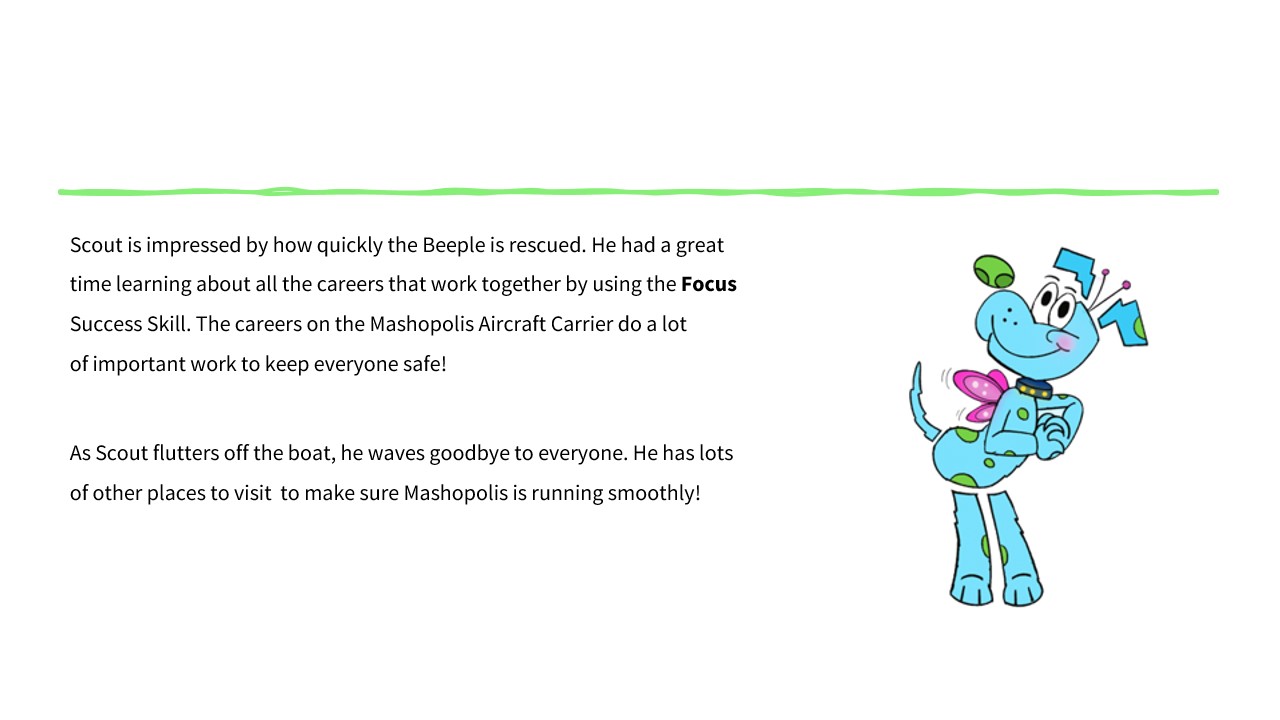 Scout is impressed by how quickly the Beeple is rescued. He had a great
time learning about all the careers that work together by using the Focus
Success Skill. The careers on the Mashopolis Aircraft Carrier do a lot
of important work to keep everyone safe!
As Scout flutters off the boat, he waves goodbye to everyone. He has lots
of other places to visit  to make sure Mashopolis is running smoothly!